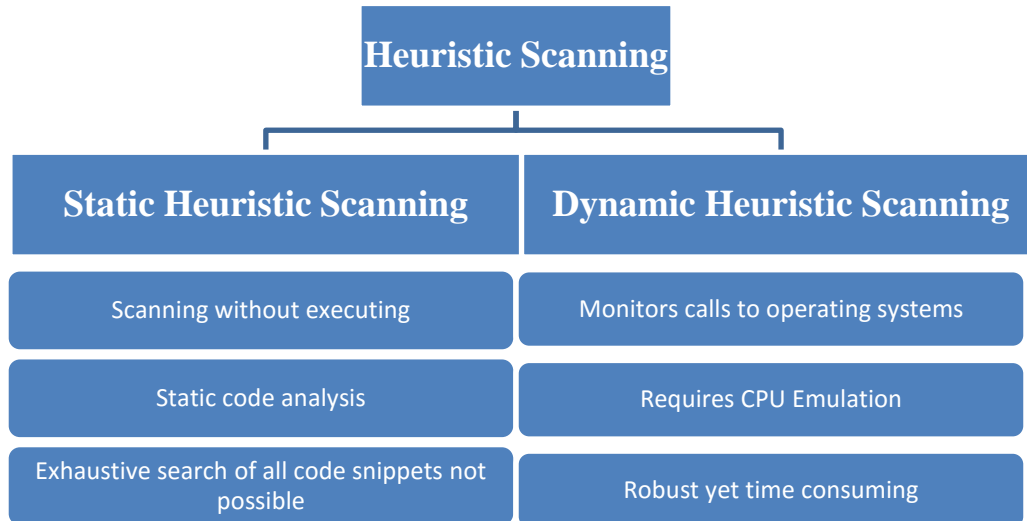 Heuristic Scanning
Static Heuristic Scanning
Dynamic Heuristic Scanning
Scanning without executing
Monitors calls to operating systems
Static code analysis
Requires CPU Emulation
Exhaustive search of all code snippets not
possible
Robust yet time consuming